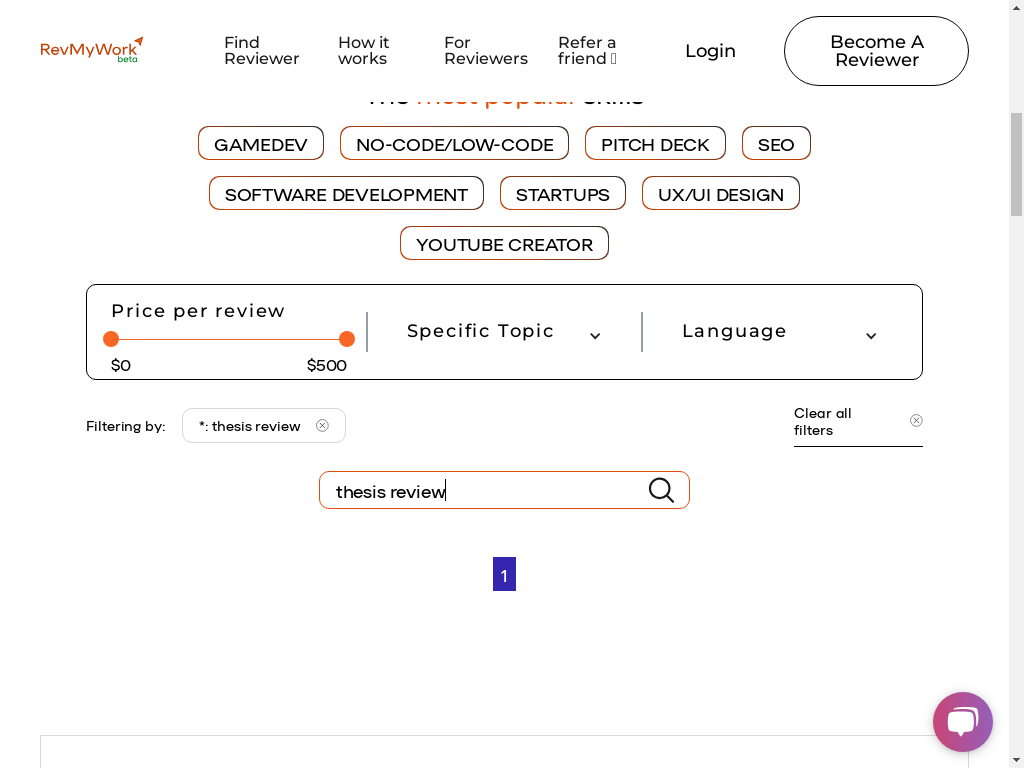 RevMyWork
beta
Find
Reviewer
How it
works
For
Reviewers
Refer a
friend
Login
Become A
Reviewer
The most popular skills
GAMEDEV
NO-CODE/LOW-CODE
PITCH DECK
SEO
SOFTWARE DEVELOPMENT
STARTUPS
UX/UI DESIGN
YOUTUBE CREATOR
Price per review
$0
$500
Specific Topic
Language
Filtering by:
*: thesis review
Clear all
filters
thesis review
1